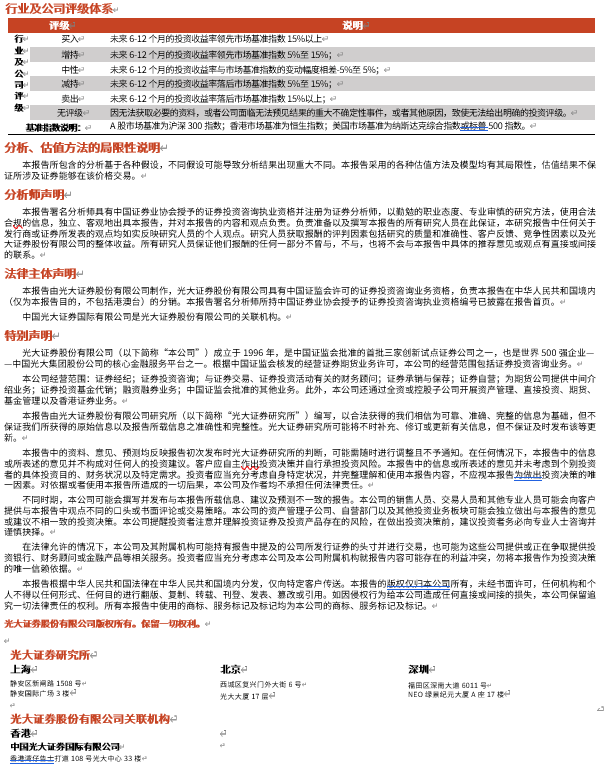 行业及公司评级体系
评级 说明
行业及公司评级
买入 未来 6-12 个月的投资收益率领先市场基准指数 15%以上
增持 未来 6-12 个月的投资收益率领先市场基准指数 5%至 15%；
中性 未来 6-12 个月的投资收益率与市场基准指数的变动幅度相差-5%至 5%；
减持 未来 6-12 个月的投资收益率落后市场基准指数 5%至 15%；
卖出 未来 6-12 个月的投资收益率落后市场基准指数 15%以上；
无评级 因无法获取必要的资料，或者公司面临无法预见结果的重大不确定性事件，或者其他原因，致使无法给出明确的投资评级。
基准指数说明： A 股市场基准为沪深 300 指数；香港市场基准为恒生指数；美国市场基准为纳斯达克综合指数或标普 500 指数。
分析、估值方法的局限性说明
本报告所包含的分析基于各种假设，不同假设可能导致分析结果出现重大不同。本报告采用的各种估值方法及模型均有其局限性，估值结果不保
证所涉及证券能够在该价格交易。
分析师声明
本报告署名分析师具有中国证券业协会授予的证券投资咨询执业资格并注册为证券分析师，以勤勉的职业态度、专业审慎的研究方法，使用合法
合规的信息，独立、客观地出具本报告，并对本报告的内容和观点负责。负责准备以及撰写本报告的所有研究人员在此保证，本研究报告中任何关于
发行商或证券所发表的观点均如实反映研究人员的个人观点。研究人员获取报酬的评判因素包括研究的质量和准确性、客户反馈、竞争性因素以及光
大证券股份有限公司的整体收益。所有研究人员保证他们报酬的任何一部分不曾与，不与，也将不会与本报告中具体的推荐意见或观点有直接或间接
的联系。
法律主体声明
本报告由光大证券股份有限公司制作，光大证券股份有限公司具有中国证监会许可的证券投资咨询业务资格，负责本报告在中华人民共和国境内
（仅为本报告目的，不包括港澳台）的分销。本报告署名分析师所持中国证券业协会授予的证券投资咨询执业资格编号已披露在报告首页。
中国光大证券国际有限公司是光大证券股份有限公司的关联机构。
特别声明
光大证券股份有限公司（以下简称“本公司”）成立于 1996 年，是中国证监会批准的首批三家创新试点证券公司之一，也是世界 500 强企业—
—中国光大集团股份公司的核心金融服务平台之一。根据中国证监会核发的经营证券期货业务许可，本公司的经营范围包括证券投资咨询业务。
本公司经营范围：证券经纪；证券投资咨询；与证券交易、证券投资活动有关的财务顾问；证券承销与保荐；证券自营；为期货公司提供中间介
绍业务；证券投资基金代销；融资融券业务；中国证监会批准的其他业务。此外，本公司还通过全资或控股子公司开展资产管理、直接投资、期货、
基金管理以及香港证券业务。
本报告由光大证券股份有限公司研究所（以下简称“光大证券研究所”）编写，以合法获得的我们相信为可靠、准确、完整的信息为基础，但不
保证我们所获得的原始信息以及报告所载信息之准确性和完整性。光大证券研究所可能将不时补充、修订或更新有关信息，但不保证及时发布该等更
新。
本报告中的资料、意见、预测均反映报告初次发布时光大证券研究所的判断，可能需随时进行调整且不予通知。在任何情况下，本报告中的信息
或所表述的意见并不构成对任何人的投资建议。客户应自主作出投资决策并自行承担投资风险。本报告中的信息或所表述的意见并未考虑到个别投资
者的具体投资目的、财务状况以及特定需求。投资者应当充分考虑自身特定状况，并完整理解和使用本报告内容，不应视本报告为做出投资决策的唯
一因素。对依据或者使用本报告所造成的一切后果，本公司及作者均不承担任何法律责任。
不同时期，本公司可能会撰写并发布与本报告所载信息、建议及预测不一致的报告。本公司的销售人员、交易人员和其他专业人员可能会向客户
提供与本报告中观点不同的口头或书面评论或交易策略。本公司的资产管理子公司、自营部门以及其他投资业务板块可能会独立做出与本报告的意见
或建议不相一致的投资决策。本公司提醒投资者注意并理解投资证券及投资产品存在的风险，在做出投资决策前，建议投资者务必向专业人士咨询并
谨慎抉择。
在法律允许的情况下，本公司及其附属机构可能持有报告中提及的公司所发行证券的头寸并进行交易，也可能为这些公司提供或正在争取提供投
资银行、财务顾问或金融产品等相关服务。投资者应当充分考虑本公司及本公司附属机构就报告内容可能存在的利益冲突，勿将本报告作为投资决策
的唯一信赖依据。
本报告根据中华人民共和国法律在中华人民共和国境内分发，仅向特定客户传送。本报告的版权仅归本公司所有，未经书面许可，任何机构和个
人不得以任何形式、任何目的进行翻版、复制、转载、刊登、发表、篡改或引用。如因侵权行为给本公司造成任何直接或间接的损失，本公司保留追
究一切法律责任的权利。所有本报告中使用的商标、服务标记及标记均为本公司的商标、服务标记及标记。
光大证券股份有限公司版权所有。保留一切权利。
光大证券研究所
上海 北京 深圳
静安区新闸路 1508 号 西城区复兴门外大街 6 号 福田区深南大道 6011 号
静安国际广场 3 楼 光大大厦 17 层 NEO 绿景纪元大厦 A 座 17 楼
光大证券股份有限公司关联机构
香港
中国光大证券国际有限公司
香港湾仔告士打道 108 号光大中心 33 楼